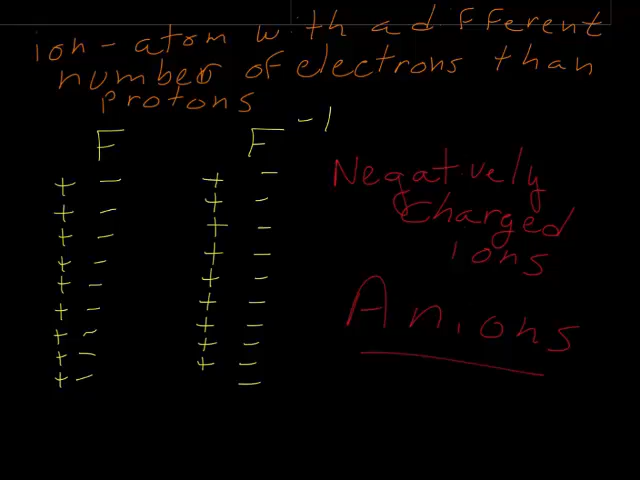 ion - atom with a different
number of electrons than
protons
F F -1
+ - + -
+ - + -
+ - + -
+ - + -
+ - + -
+ - + -
+ - + -
+ - + -
+ - + -
-
Negatively
Charged
ions
Anions